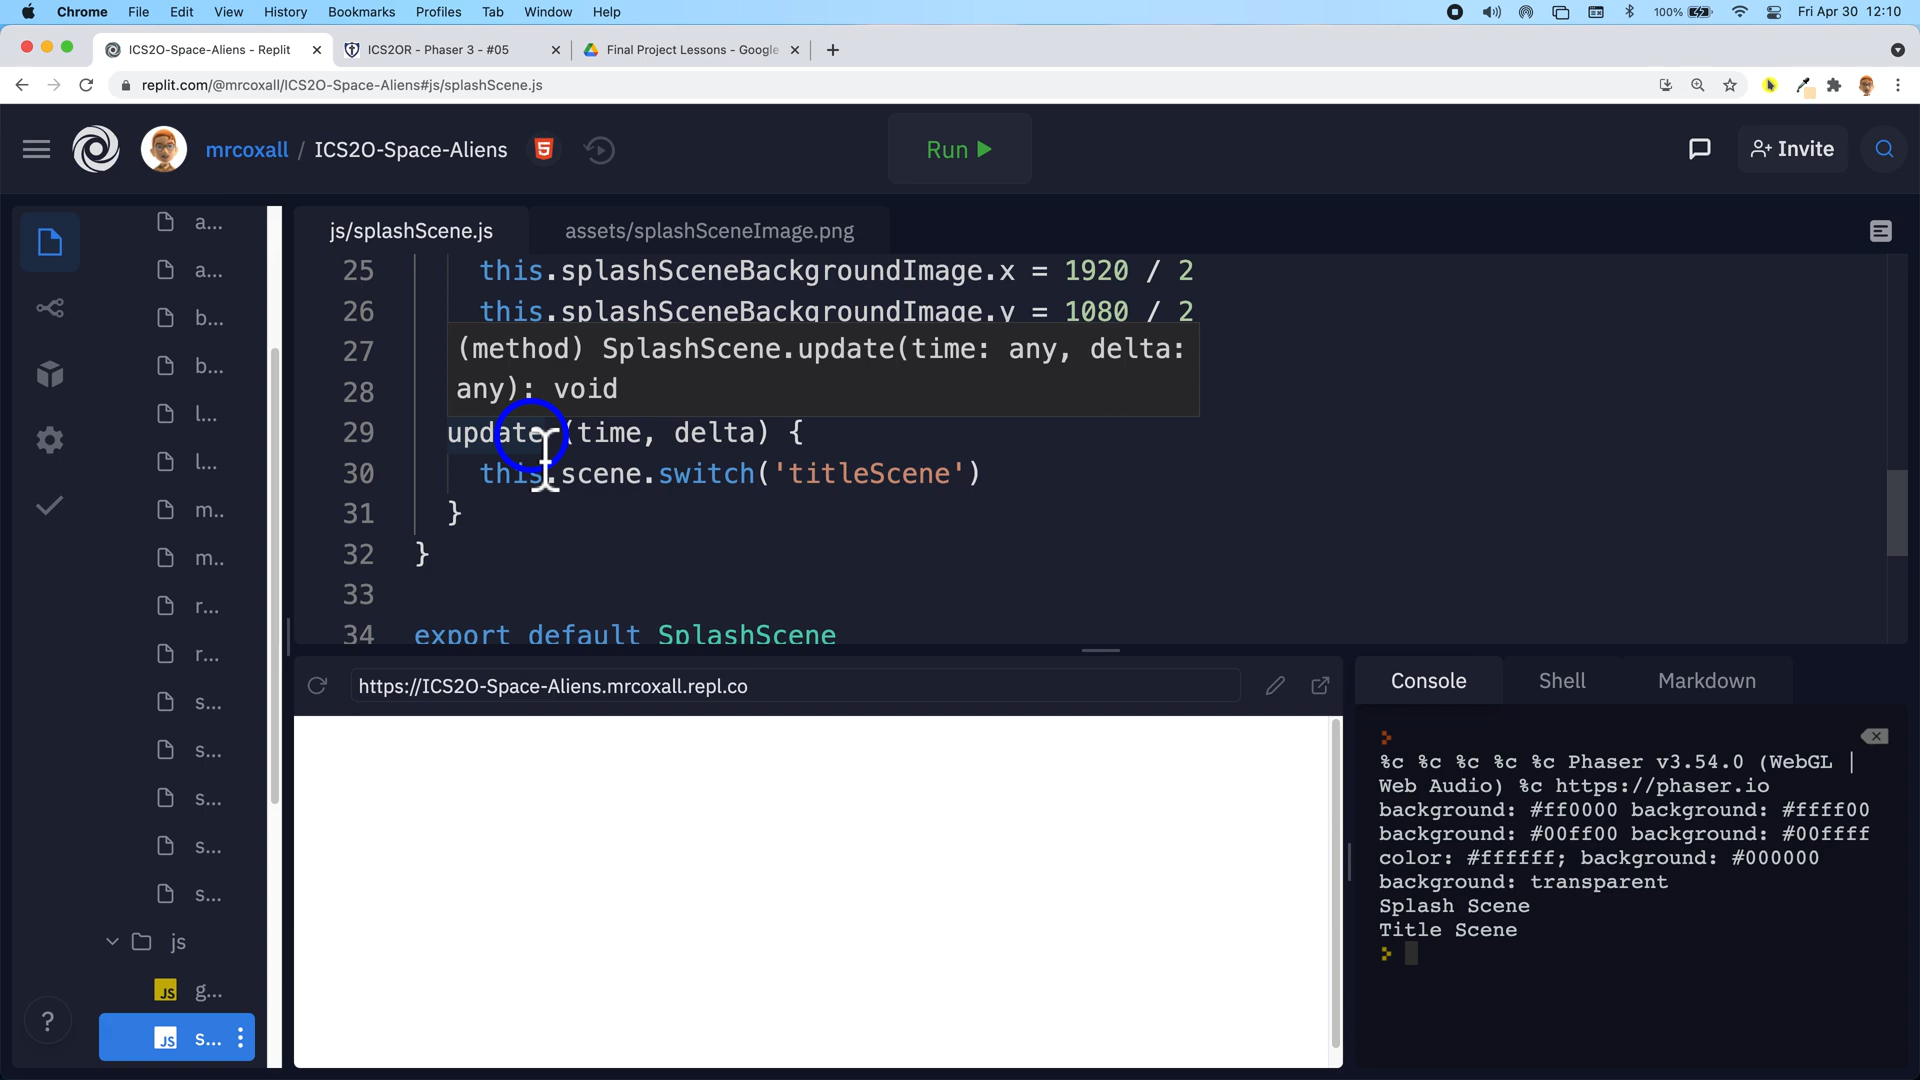 Chrome File Edit View History Bookmarks Profiles Tab Window Help 100% Fri Apr 30 12:10
ICS2O-Space-Aliens - Replit
ICS2OR - Phaser 3 - #05
Final Project Lessons - Google
replit.com/@mrcoxall/ICS2O-Space-Aliens#js/splashScene.js
mrcoxall / ICS2O-Space-Aliens
Run
Invite
a...
a...
b...
b...
l...
l...
m..
m..
r...
r...
s...
s...
s...
s...
s...
js
JS g...
JS s...
?
js/splashScene.js
assets/splashSceneImage.png
25 this.splashSceneBackgroundImage.x = 1920 / 2
26 this.splashSceneBackgroundImage.y = 1080 / 2
27
28
(method) SplashScene.update(time: any, delta:
any): void
29 update (time, delta) {
30 this.scene.switch('titleScene')
31 }
32 }
33
34 export default SplashScene
https://ICS2O-Space-Aliens.mrcoxall.repl.co
Console Shell Markdown
%c %c %c %c %c Phaser v3.54.0 (WebGL |
Web Audio) %c https://phaser.io
background: #ff0000 background: #ffff00
background: #00ff00 background: #00ffff
color: #ffffff; background: #000000
background: transparent
Splash Scene
Title Scene